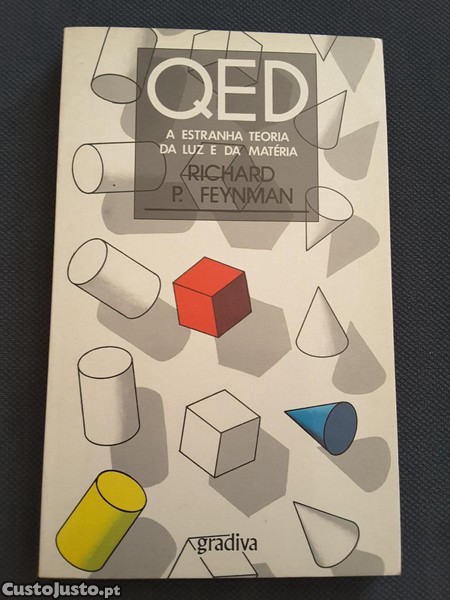 QED
A ESTRANHA TEORIA
DA LUZ E DA MATÉRIA
RICHARD
P. FEYNMAN
gradiva
CustoJusto.pt